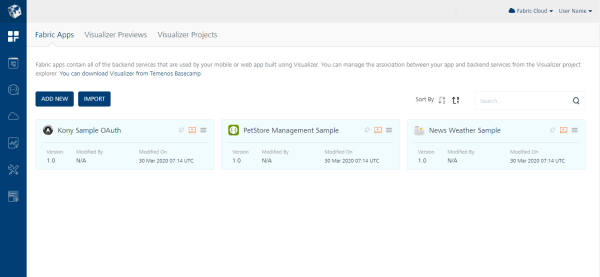 Fabric Cloud User Name
Fabric Apps Visualizer Previews Visualizer Projects
Fabric apps contain all of the backend services that are used by your mobile or web app built using Visualizer. You can manage the association between your app and backend services from the Visualizer project
explorer. You can download Visualizer from Temenos Basecamp.
ADD NEW IMPORT Sort By Search...
Kony Sample OAuth
Version Modified By Modified On
1.0 N/A 30 Mar 2020 07:14 UTC
PetStore Management Sample
Version Modified By Modified On
1.0 N/A 30 Mar 2020 07:14 UTC
News Weather Sample
Version Modified By Modified On
1.0 N/A 30 Mar 2020 07:14 UTC